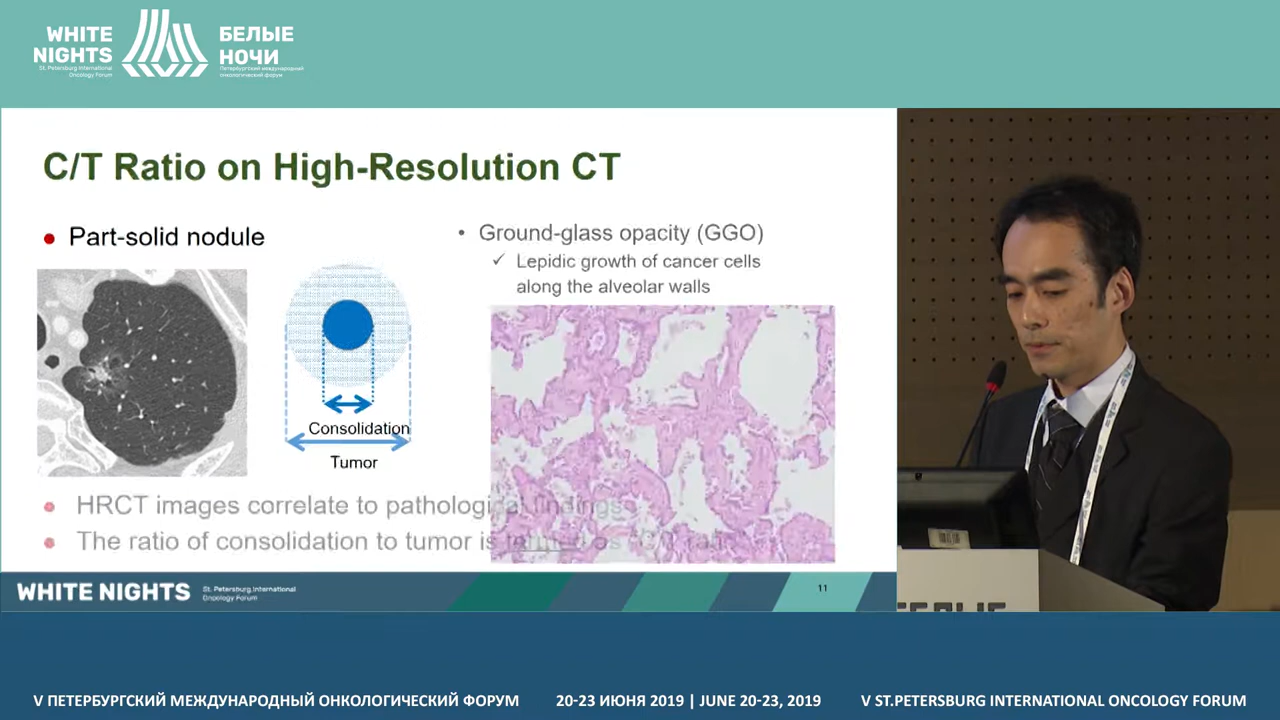 WHITE
NIGHTS
St. Petersburg International
Oncology Forum
БЕЛЫЕ
НОЧИ
Петербургский международный
онкологический форум
C/T Ratio on High-Resolution CT
Part-solid nodule
Consolidation
Tumor
• Ground-glass opacity (GGO)
✓ Lepidic growth of cancer cells
along the alveolar walls
HRCT images correlate to pathological findings
The ratio of consolidation to tumor is termed as
WHITE NIGHTS
St. Petersburg International
Oncology Forum
11
V ПЕТЕРБУРГСКИЙ МЕЖДУНАРОДНЫЙ ОНКОЛОГИЧЕСКИЙ ФОРУМ
20-23 ИЮНЯ 2019 | JUNE 20-23, 2019
V ST.PETERSBURG INTERNATIONAL ONCOLOGY FORUM